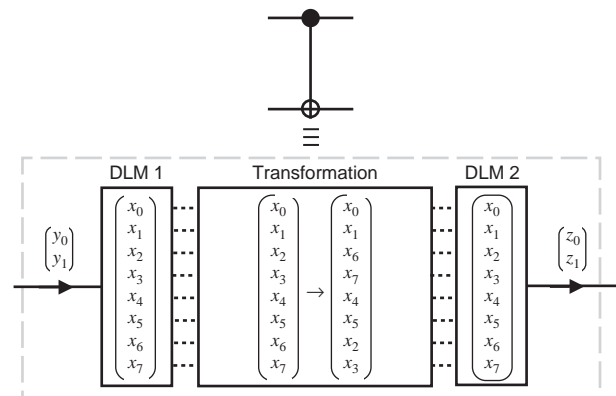 DLM 1 Transformation DLM 2
x0 x0 x0 x0
x1 x1 x1 x1
y0 x2 x2 x6 x2 z0
y1 x3 x3 x7 x3 z1
x4 x4 → x4 x4
x5 x5 x5 x5
x6 x6 x2 x6
x7 x7 x3 x7